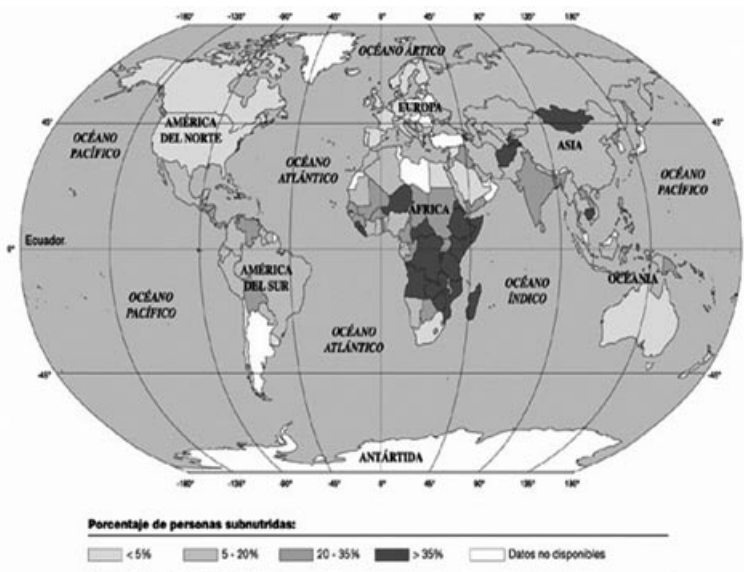 -180° -135° -90° 0° 45° 90° 135° 180°
OCÉANO ÁRTICO
EUROPA
AMÉRICA
DEL NORTE
45° 45°
ASIA
OCÉANO
PACÍFICO
OCÉANO
ATLÁNTICO
OCÉANO
PACÍFICO
ÁFRICA
Ecuador
0° 0°
AMÉRICA
DEL SUR
OCEANÍA
OCÉANO
PACÍFICO
OCÉANO
ÍNDICO
OCÉANO
ATLÁNTICO
-45° -45°
ANTÁRTIDA
-180° -135° -90° 0° 45° 90° 135° 180°
Porcentaje de personas subnutridas:
< 5% 5 - 20% 20 - 35% > 35% Datos no disponibles